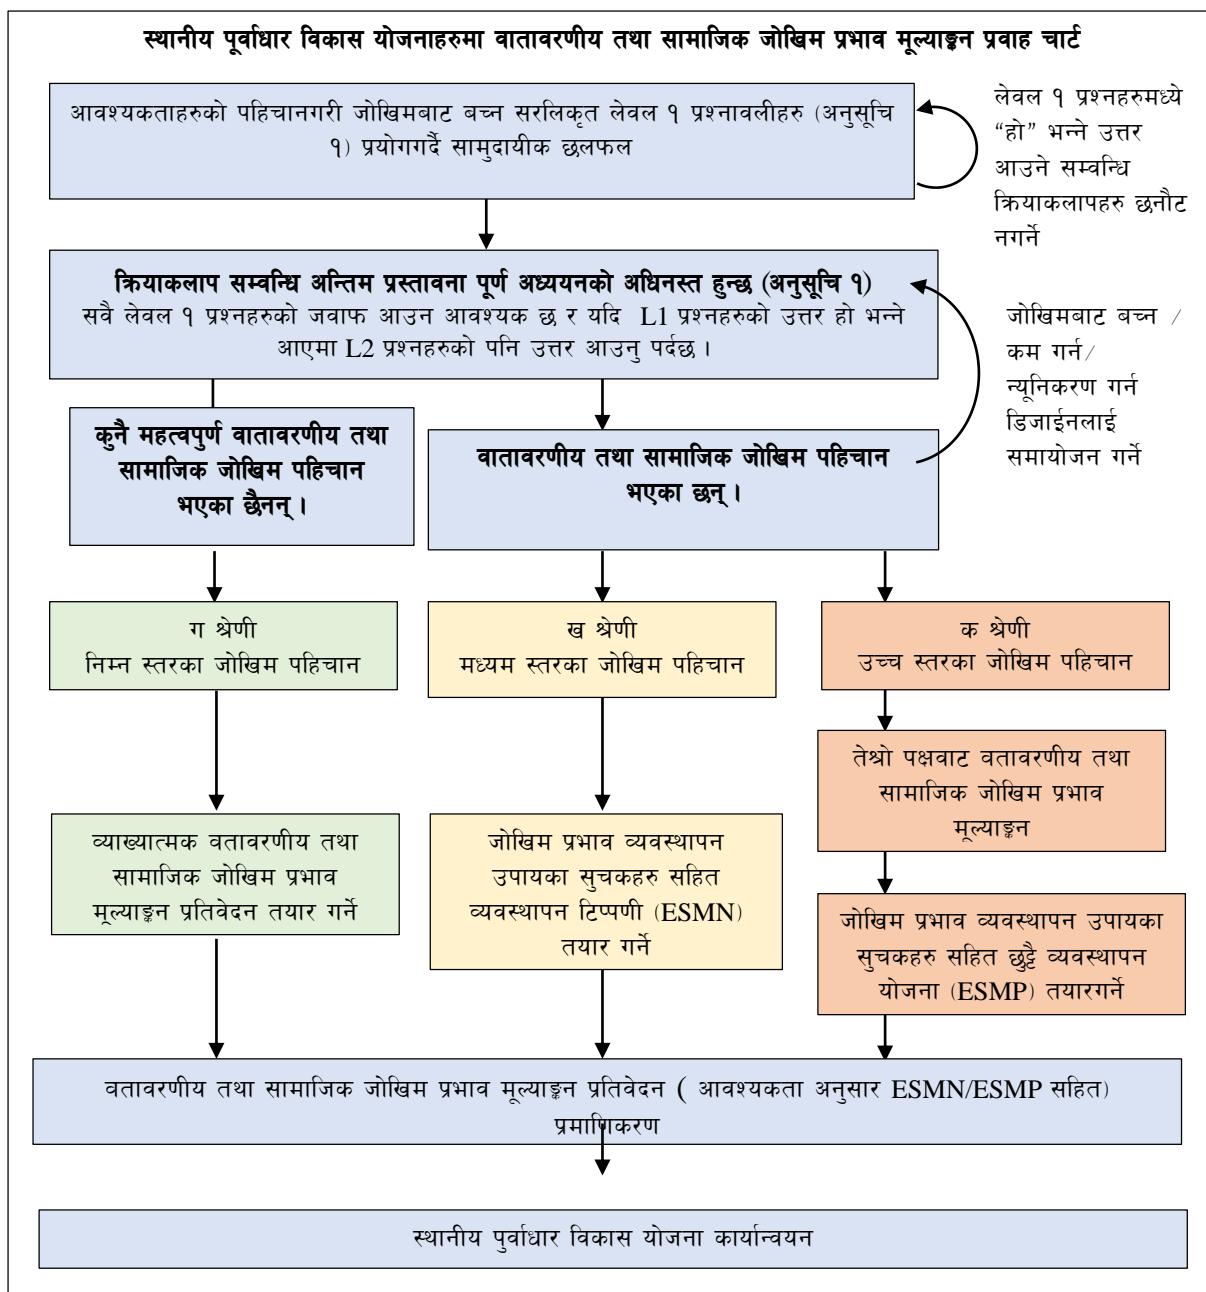 स्थानीय पूर्वाधार विकास योजनाहरुमा वातावरणीय तथा सामाजिक जोखिम प्रभाव मूल्याङ्कन प्रवाह चार्ट
आवश्यकताहरुको पहिचानगरी जोखिमबाट बच्न सरलिकृत लेवल १ प्रश्नावलीहरु (अनुसूचि
१) प्रयोगगर्दै सामुदायीक छलफल
लेवल १ प्रश्नहरुमध्ये
“हो” भन्ने उत्तर
आउने सम्वन्धि
क्रियाकलापहरु छनौट
नगर्ने
क्रियाकलाप सम्वन्धि अन्तिम प्रस्तावना पूर्ण अध्ययनको अधिनस्त हुन्छ (अनुसूचि १)
सवै लेवल १ प्रश्नहरुको जवाफ आउन आवश्यक छ र यदि L1 प्रश्नहरुको उत्तर हो भन्ने
आएमा L2 प्रश्नहरुको पनि उत्तर आउनु पर्दछ ।
जोखिमबाट बच्न /
कम गर्न/
न्यूनिकरण गर्न
डिजाईनलाई
समायोजन गर्ने
कुनै महत्वपुर्ण वातावरणीय तथा
सामाजिक जोखिम पहिचान
भएका छैनन् ।
वातावरणीय तथा सामाजिक जोखिम पहिचान
भएका छन् ।
ग श्रेणी
निम्न स्तरका जोखिम पहिचान
ख श्रेणी
मध्यम स्तरका जोखिम पहिचान
क श्रेणी
उच्च स्तरका जोखिम पहिचान
तेश्रो पक्षवाट वतावरणीय तथा
सामाजिक जोखिम प्रभाव
मूल्याङ्कन
व्याख्यात्मक वतावरणीय तथा
सामाजिक जोखिम प्रभाव
मूल्याङ्कन प्रतिवेदन तयार गर्ने
जोखिम प्रभाव व्यवस्थापन
उपायका सुचकहरु सहित
व्यवस्थापन टिप्पणी (ESMN)
तयार गर्ने
जोखिम प्रभाव व्यवस्थापन उपायका
सुचकहरु सहित छुट्टै व्यवस्थापन
योजना (ESMP) तयारगर्ने
वतावरणीय तथा सामाजिक जोखिम प्रभाव मूल्याङ्कन प्रतिवेदन ( आवश्यकता अनुसार ESMN/ESMP सहित)
प्रमाणिकरण
स्थानीय पुर्वाधार विकास योजना कार्यान्वयन